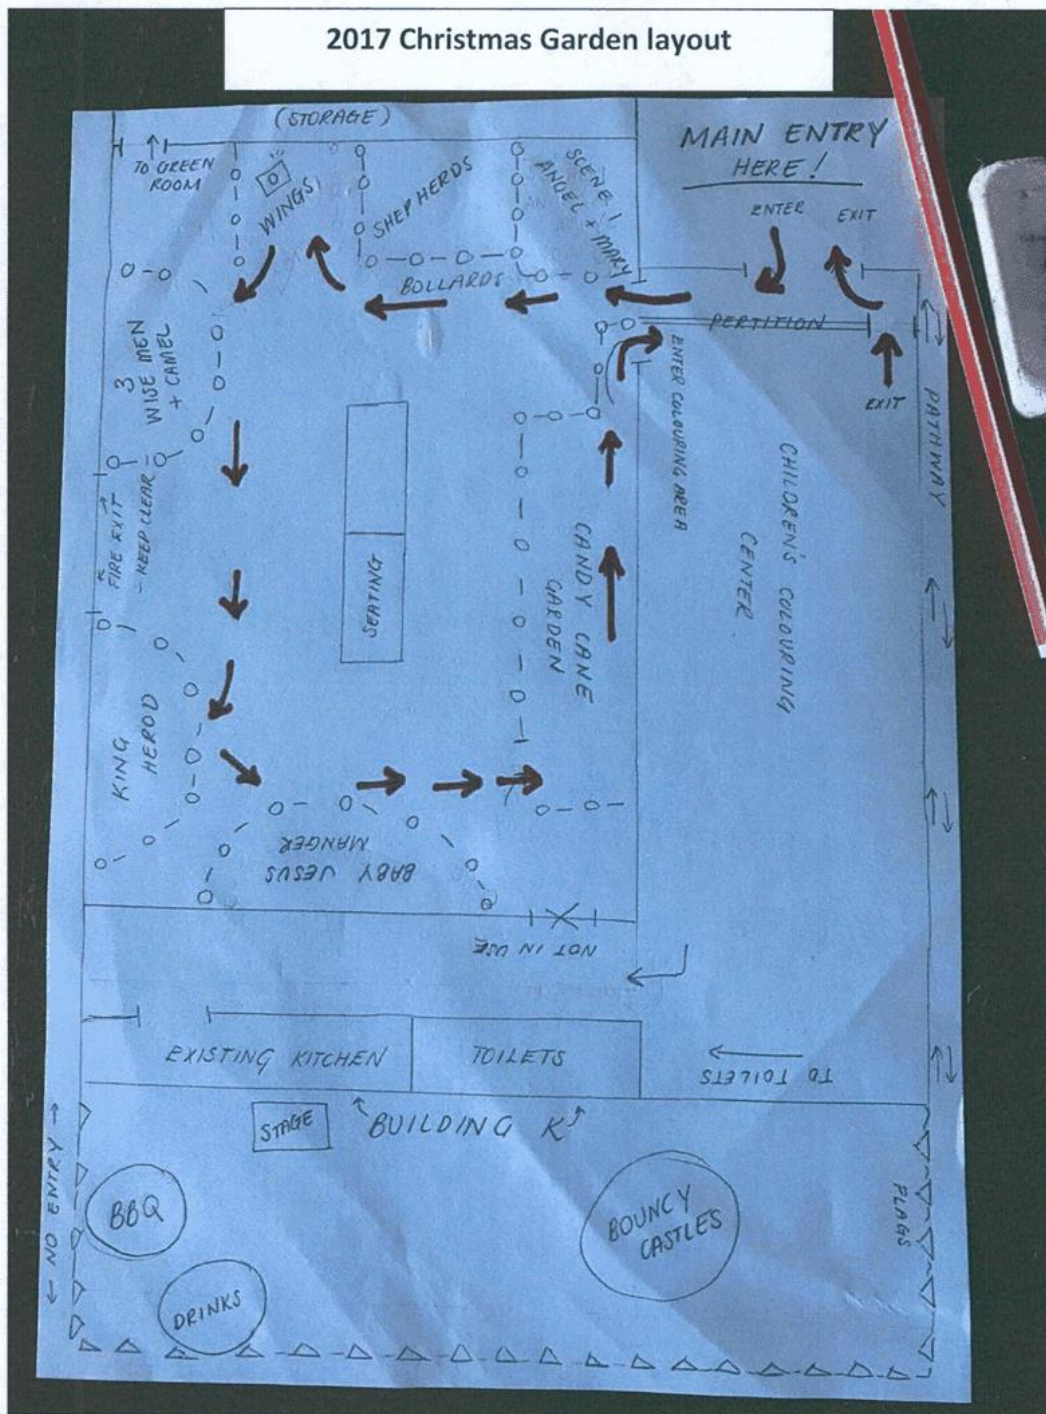 2017 Christmas Garden layout
(STORAGE)
MAIN ENTRY
HERE!
ENTER
EXIT
TO GREEN
ROOM
WINGS
SHEPHERDS
SCENE 1
ANGEL + MARY
BOLLARDS
PERTITION
EXIT
PATHWAY
3
WISE MEN
+ CAMEL
FIRE EXIT
- KEEP CLEAR -
ENTER COLOURING AREA
CHILDREN'S COLOURING
CENTER
SEATING
CANDY CANE
GARDEN
KING
HEROD
BABY JESUS
MANGER
NOT IN USE
EXISTING KITCHEN
TOILETS
TO TOILETS
STAGE
BUILDING K
NO ENTRY
BBQ
DRINKS
BOUNCY
CASTLES
FLAGS